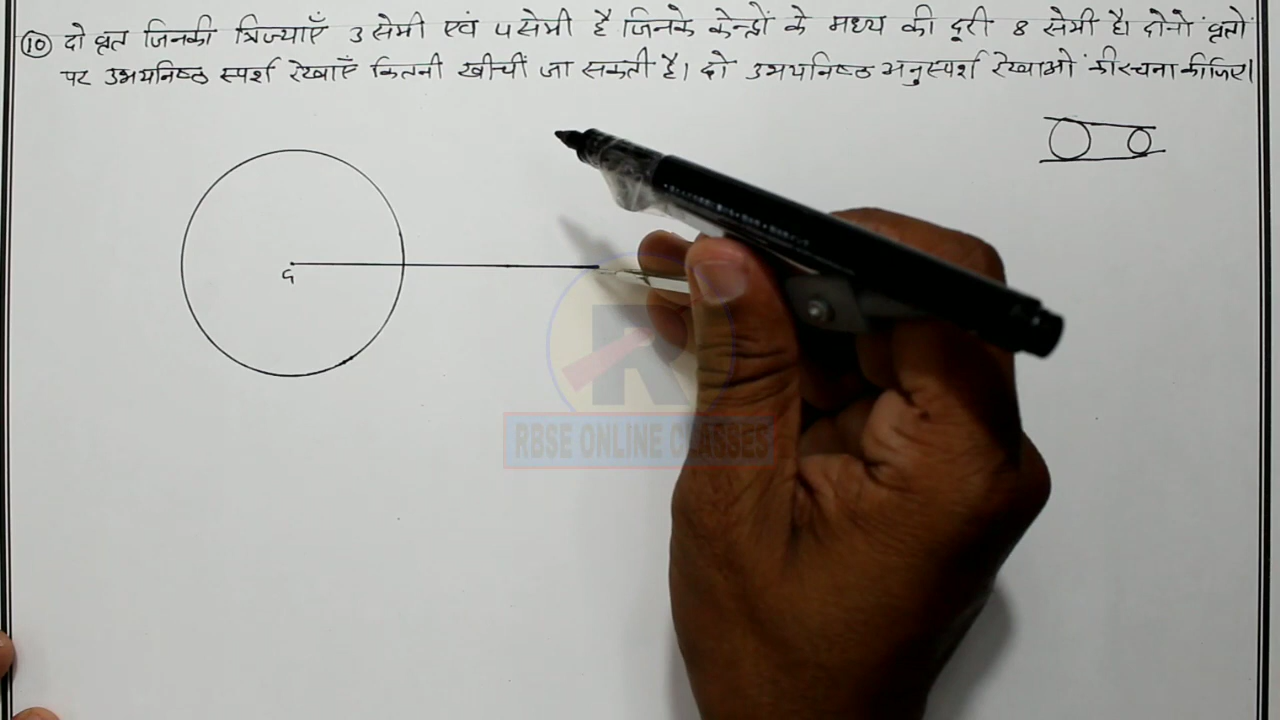 ⑩ दो वृत जिनकी त्रिज्याएँ 3 सेमी एवं 4 सेमी है जिनके केन्द्रों के मध्य की दूरी 8 सेमी है। दोनो वृतों
पर उभयनिष्ठ स्पर्श रेखाएँ कितनी खीचीं जा सकती है। दो उभयनिष्ठ अनुस्पर्श रेखाओं की रचना कीजिए।
R
RBSE ONLINE CLASSES